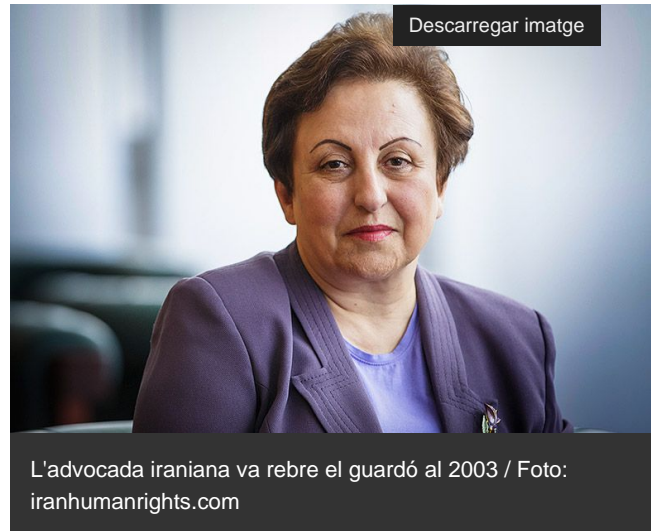 Descarregar imatge
L'advocada iraniana va rebre el guardó al 2003 / Foto:
iranhumanrights.com